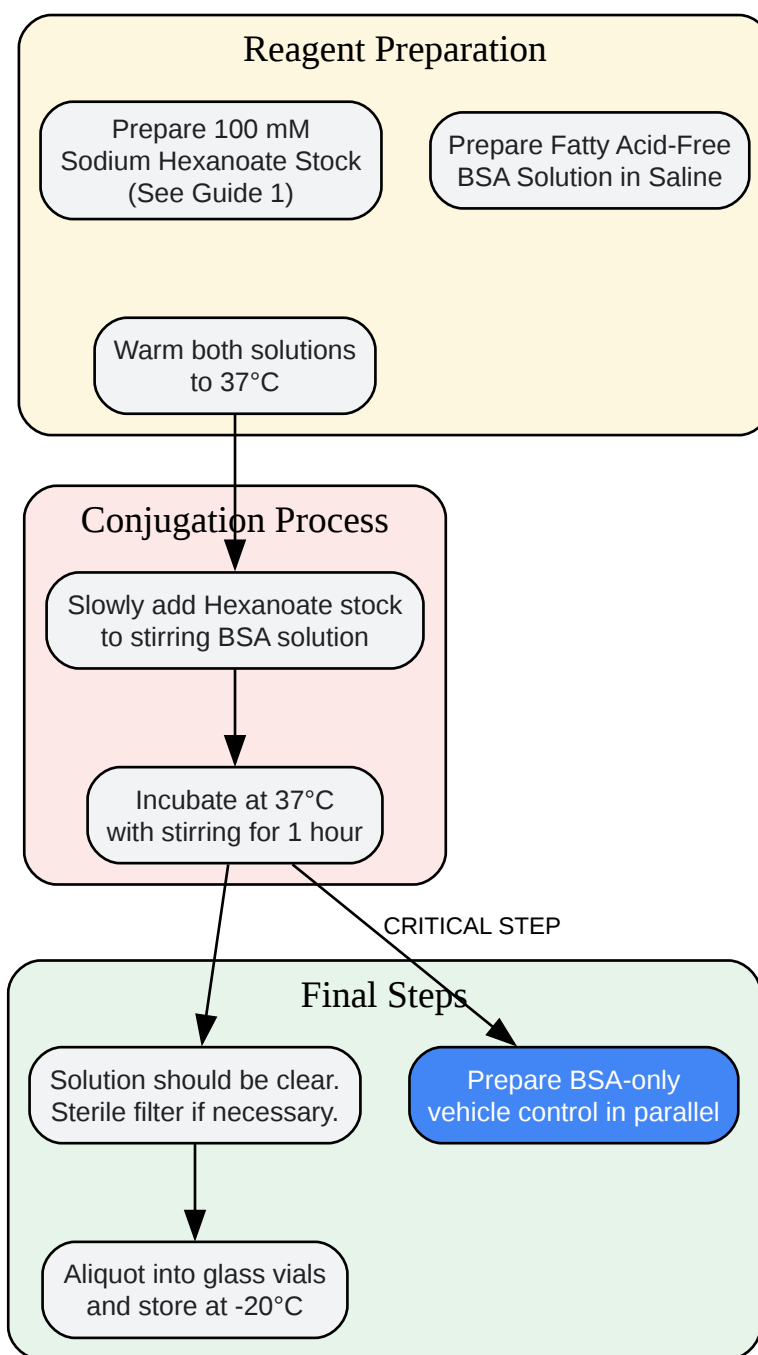 Reagent Preparation
Prepare 100 mM
Sodium Hexanoate Stock
(See Guide 1)
Prepare Fatty Acid-Free
BSA Solution in Saline
Warm both solutions
to 37°C
Conjugation Process
Slowly add Hexanoate stock
to stirring BSA solution
Incubate at 37°C
with stirring for 1 hour
CRITICAL STEP
Final Steps
Solution should be clear.
Sterile filter if necessary.
Prepare BSA-only
vehicle control in parallel
Aliquot into glass vials
and store at -20°C